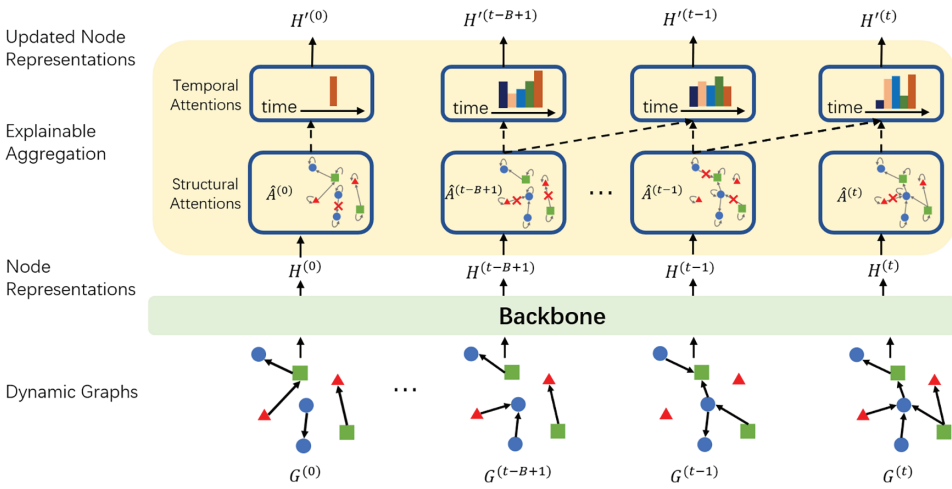 H′^(0) H′^(t−B+1) H′^(t−1) H′^(t)
Updated Node
Representations
Temporal
Attentions
time time time time
Explainable
Aggregation
Structural
Attentions
Â^(0) Â^(t−B+1) ... Â^(t−1) Â^(t)
Node
Representations
H^(0) H^(t−B+1) H^(t−1) H^(t)
Backbone
Dynamic Graphs
...
G^(0) G^(t−B+1) G^(t−1) G^(t)